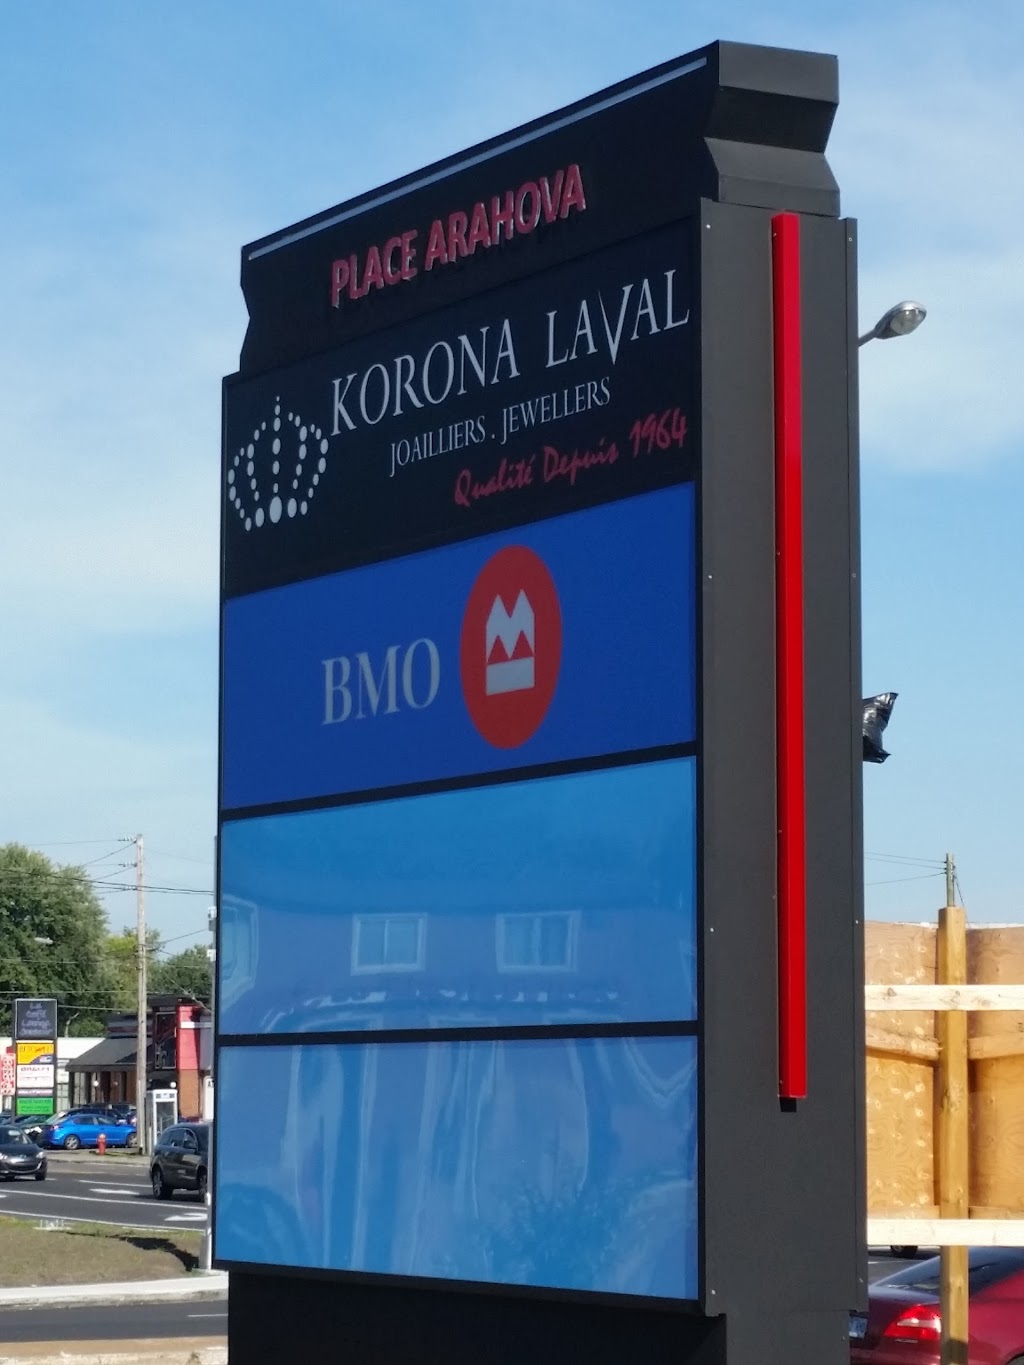 PLACE ARAHOVA
KORONA LAVAL
JOAILLIERS . JEWELLERS
Qualité Depuis 1964
BMO